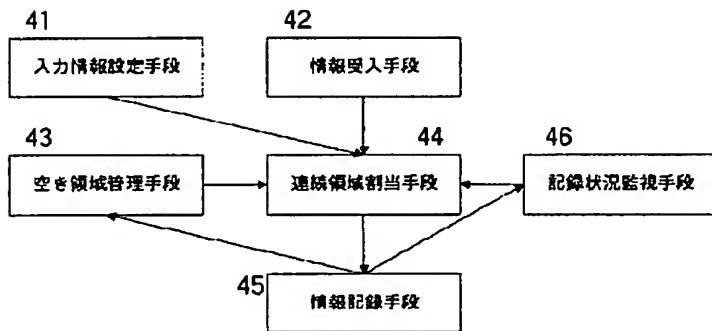 41
入力情報設定手段
42
情報受入手段
43
空き領域管理手段
44
連続領域割当手段
46
記録状況監視手段
45
情報記録手段